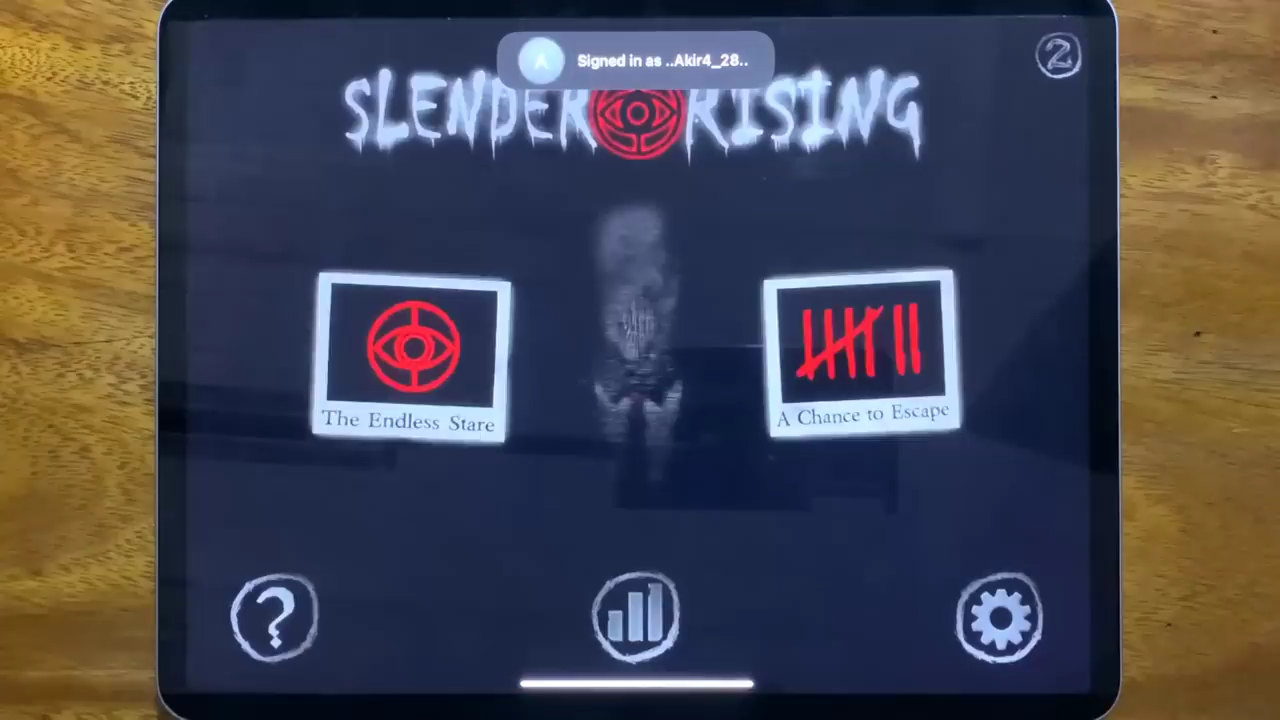 Signed in as ..Akir4_28..
A
2
SLENDER RISING
The Endless Stare
A Chance to Escape
?